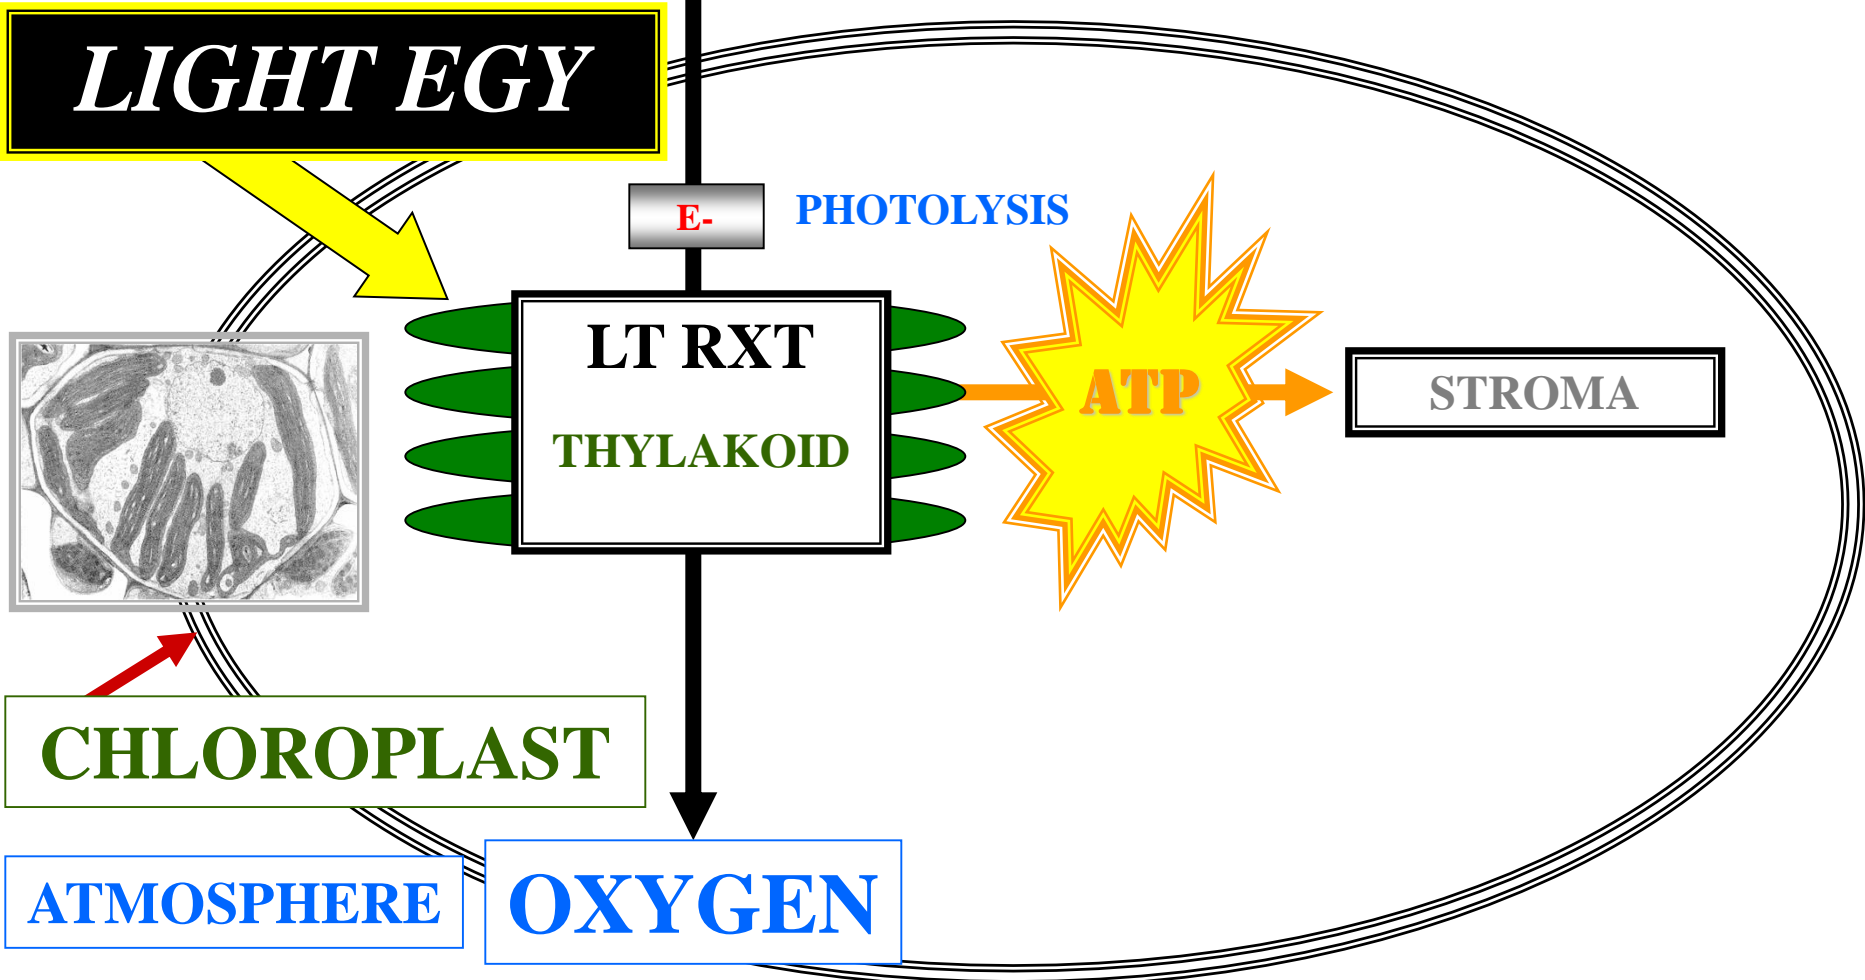 LIGHT EGY
E-
PHOTOLYSIS
LT RXT
THYLAKOID
ATP
STROMA
CHLOROPLAST
ATMOSPHERE
OXYGEN